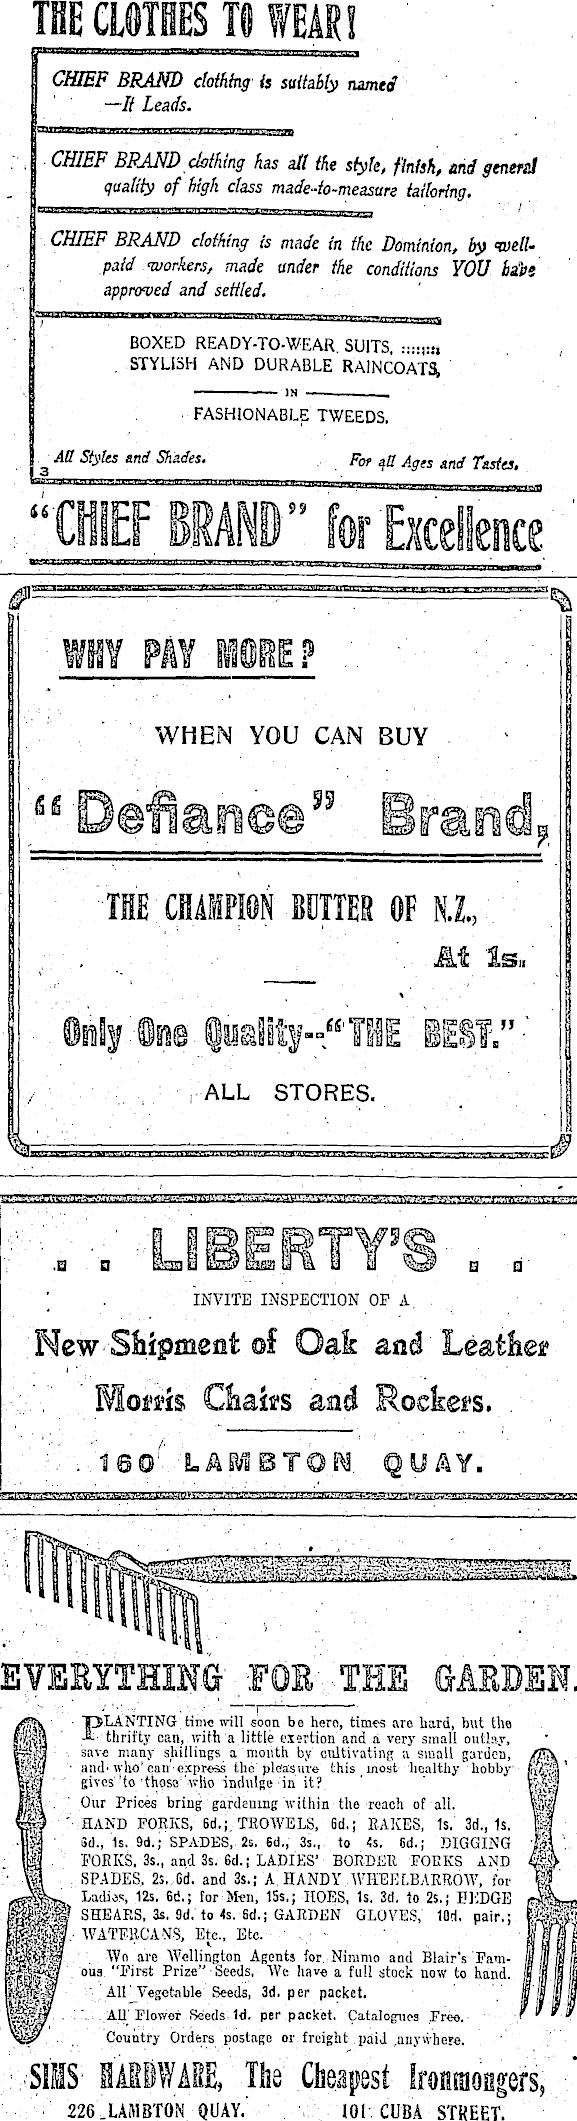 THE CLOTHES TO WEAR!
CHIEF BRAND clothing is suitably named
—It Leads.
CHIEF BRAND clothing has all the style, finish, and general
quality of high class made-to-measure tailoring.
CHIEF BRAND clothing is made in the Dominion, by well-
paid workers, made under the conditions YOU have
approved and settled.
BOXED READY-TO-WEAR SUITS, ::::::::
STYLISH AND DURABLE RAINCOATS,
IN
FASHIONABLE TWEEDS.
All Styles and Shades. For all Ages and Tastes.
3
"CHIEF BRAND" for Excellence
WHY PAY MORE?
WHEN YOU CAN BUY
"Defiance" Brand,
THE CHAMPION BUTTER OF N.Z.,
At 1s.
Only One Quality--"THE BEST."
ALL STORES.
. . LIBERTY'S . .
INVITE INSPECTION OF A
New Shipment of Oak and Leather
Morris Chairs and Rockers.
160 LAMBTON QUAY.
EVERYTHING FOR THE GARDEN.
PLANTING time will soon be here, times are hard, but the
thrifty can, with a little exertion and a very small outlay,
save many shillings a month by cultivating a small garden,
and who can express the pleasure this most healthy hobby
gives to those who indulge in it?
Our Prices bring gardening within the reach of all.
HAND FORKS, 6d.; TROWELS, 6d.; RAKES, 1s. 3d., 1s.
6d., 1s. 9d.; SPADES, 2s. 6d., 3s., to 4s. 6d.; DIGGING
FORKS, 3s., and 3s. 6d.; LADIES' BORDER FORKS AND
SPADES, 2s. 6d. and 3s.; A HANDY WHEELBARROW, for
Ladies, 12s. 6d.; for Men, 15s.; HOES, 1s. 3d. to 2s.; HEDGE
SHEARS, 3s. 9d. to 4s. 6d.; GARDEN GLOVES, 10d. pair.;
WATERCANS, Etc., Etc.
We are Wellington Agents for Nimmo and Blair's Fam-
ous "First Prize" Seeds. We have a full stock now to hand.
All Vegetable Seeds, 3d. per packet.
All Flower Seeds 1d. per packet. Catalogues Free.
Country Orders postage or freight paid anywhere.
SIMS HARDWARE, The Cheapest Ironmongers,
226 LAMBTON QUAY. 101 CUBA STREET.